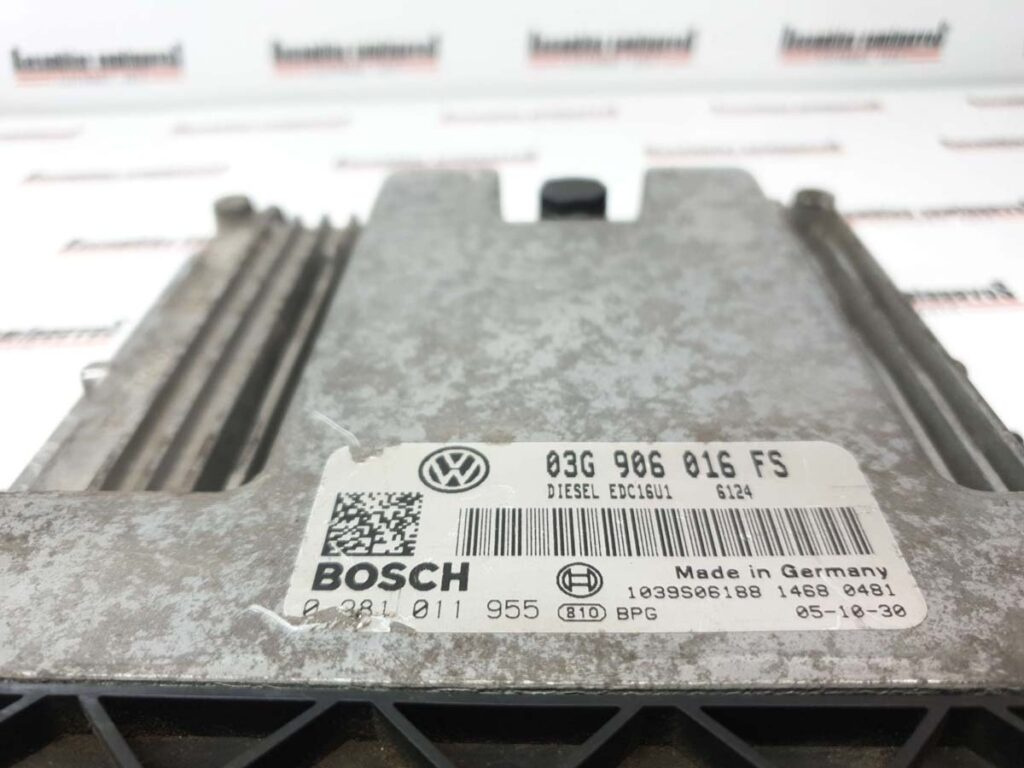 03G 906 016 FS
DIESEL EDC16U1 6124
BOSCH
Made in Germany
1039S06188 1468 0481
0 381 011 955 810 BPG
05-10-30